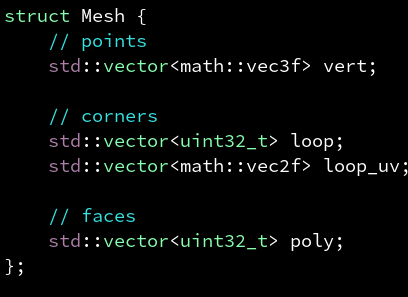 struct Mesh {
    // points
    std::vector<math::vec3f> vert;

    // corners
    std::vector<uint32_t> loop;
    std::vector<math::vec2f> loop_uv;

    // faces
    std::vector<uint32_t> poly;
};